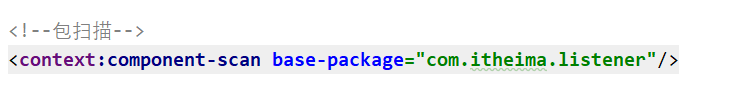 <!--包扫描-->
<context:component-scan base-package="com.itheima.listener"/>